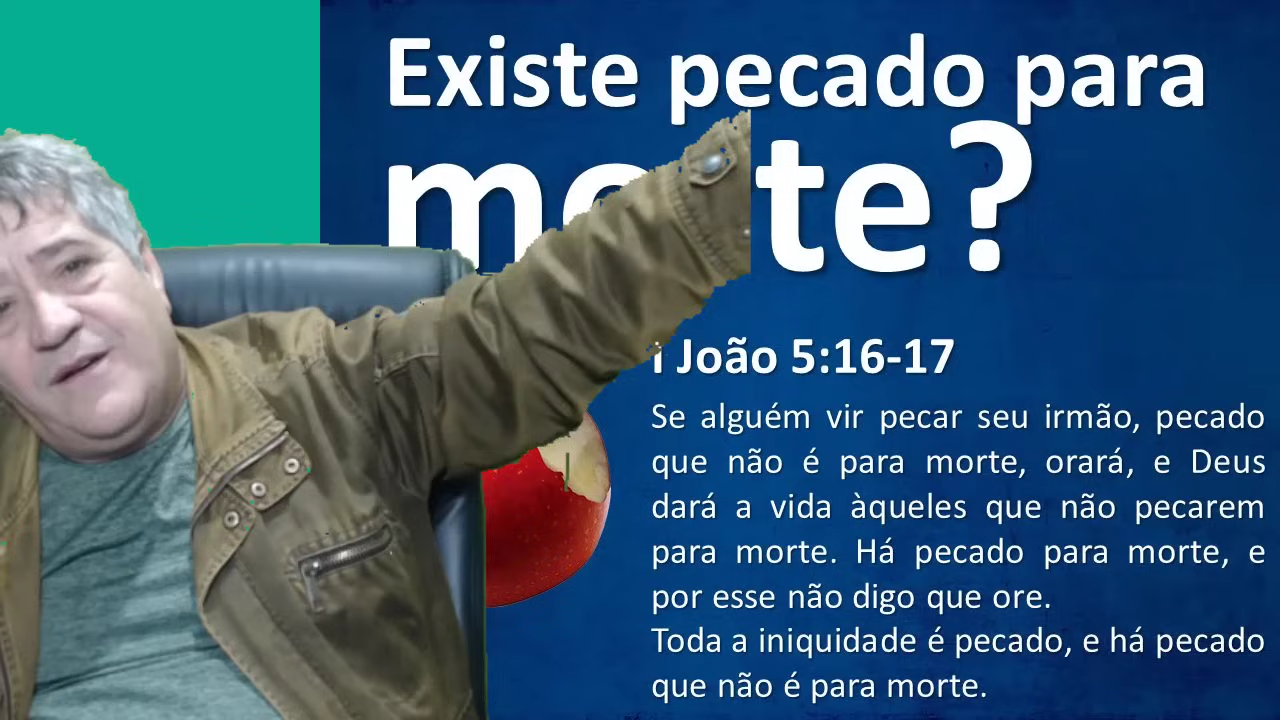 Existe pecado para
te?
João 5:16-17
Se alguém vir pecar seu irmão, pecado
que não é para morte, orará, e Deus
dará a vida àqueles que não pecarem
para morte. Há pecado para morte, e
por esse não digo que ore.
Toda a iniquidade é pecado, e há pecado
que não é para morte.